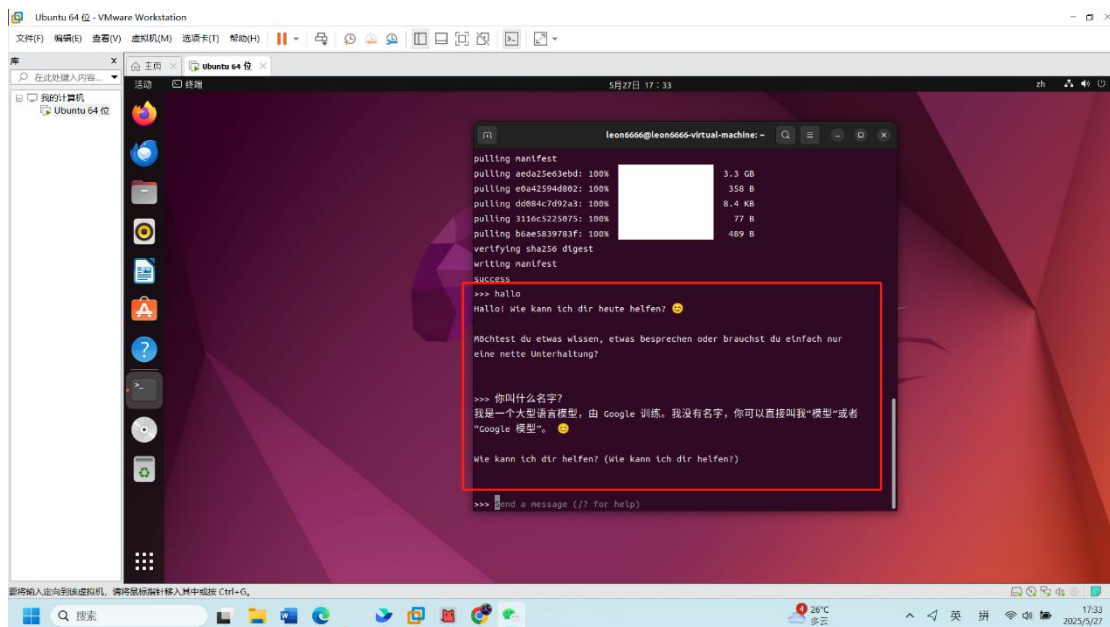 Ubuntu 64 位 - VMware Workstation
文件(F) 编辑(E) 查看(V) 虚拟机(M) 选项卡(T) 帮助(H)
库
主页
Ubuntu 64 位
在此处键入内容...
活动
终端
5月27日 17：33
zh
我的计算机
Ubuntu 64 位
leon6666@leon6666-virtual-machine: ~
pulling manifest
pulling aeda25e63ebd: 100% 3.3 GB
pulling e0a42594d802: 100% 358 B
pulling dd084c7d92a3: 100% 8.4 KB
pulling 3116c5225075: 100% 77 B
pulling b6ae5839783f: 100% 489 B
verifying sha256 digest
writing manifest
success
>>> hallo
Hallo! Wie kann ich dir heute helfen? 😊
Möchtest du etwas wissen, etwas besprechen oder brauchst du einfach nur
eine nette Unterhaltung?
>>> 你叫什么名字?
我是一个大型语言模型，由 Google 训练。我没有名字，你可以直接叫我“模型”或者
“Google 模型”。 😊
Wie kann ich dir helfen? (Wie kann ich dir helfen?)
>>> Send a message (/? for help)
要将输入定向到该虚拟机，请将鼠标指针移入其中或按 Ctrl+G。
搜索
26°C
多云
英
拼
17:33
2025/5/27